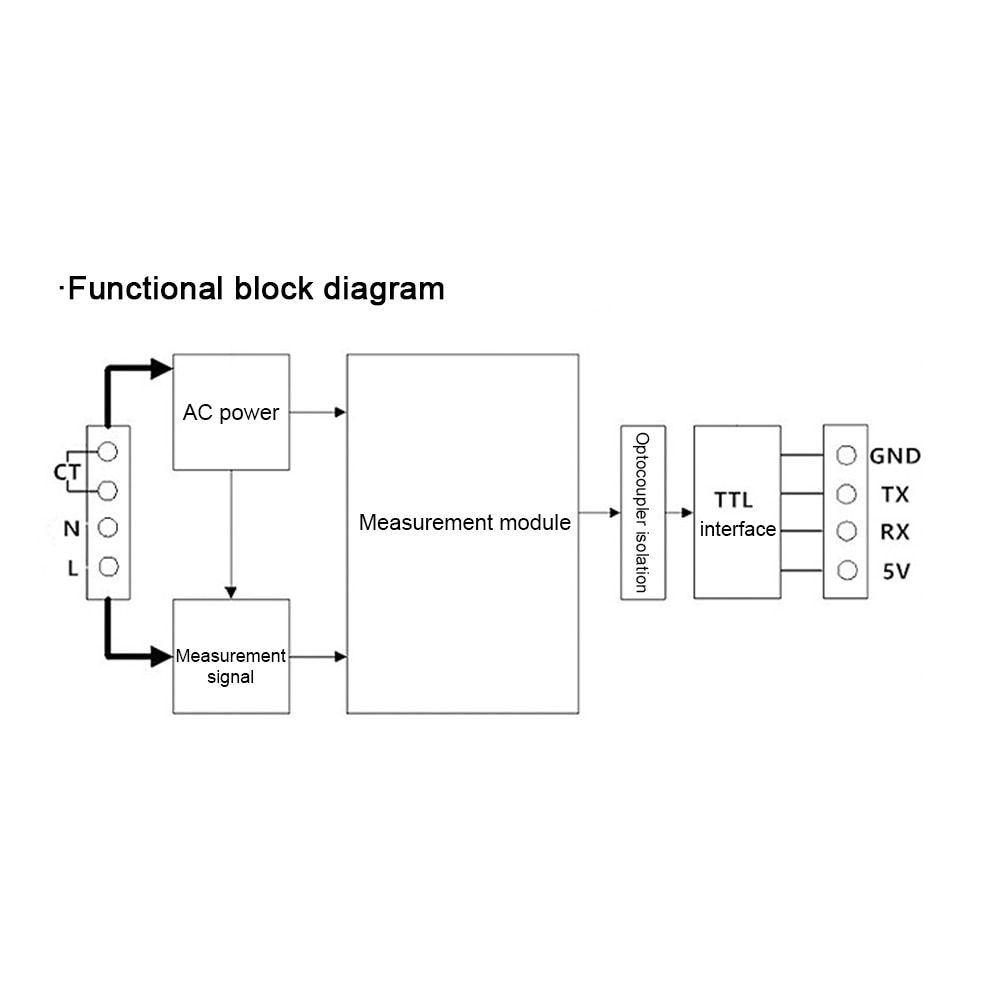 ·Functional block diagram
AC power
CT
N
L
Measurement
signal
Measurement module
Optocoupler isolation
TTL
interface
GND
TX
RX
5V